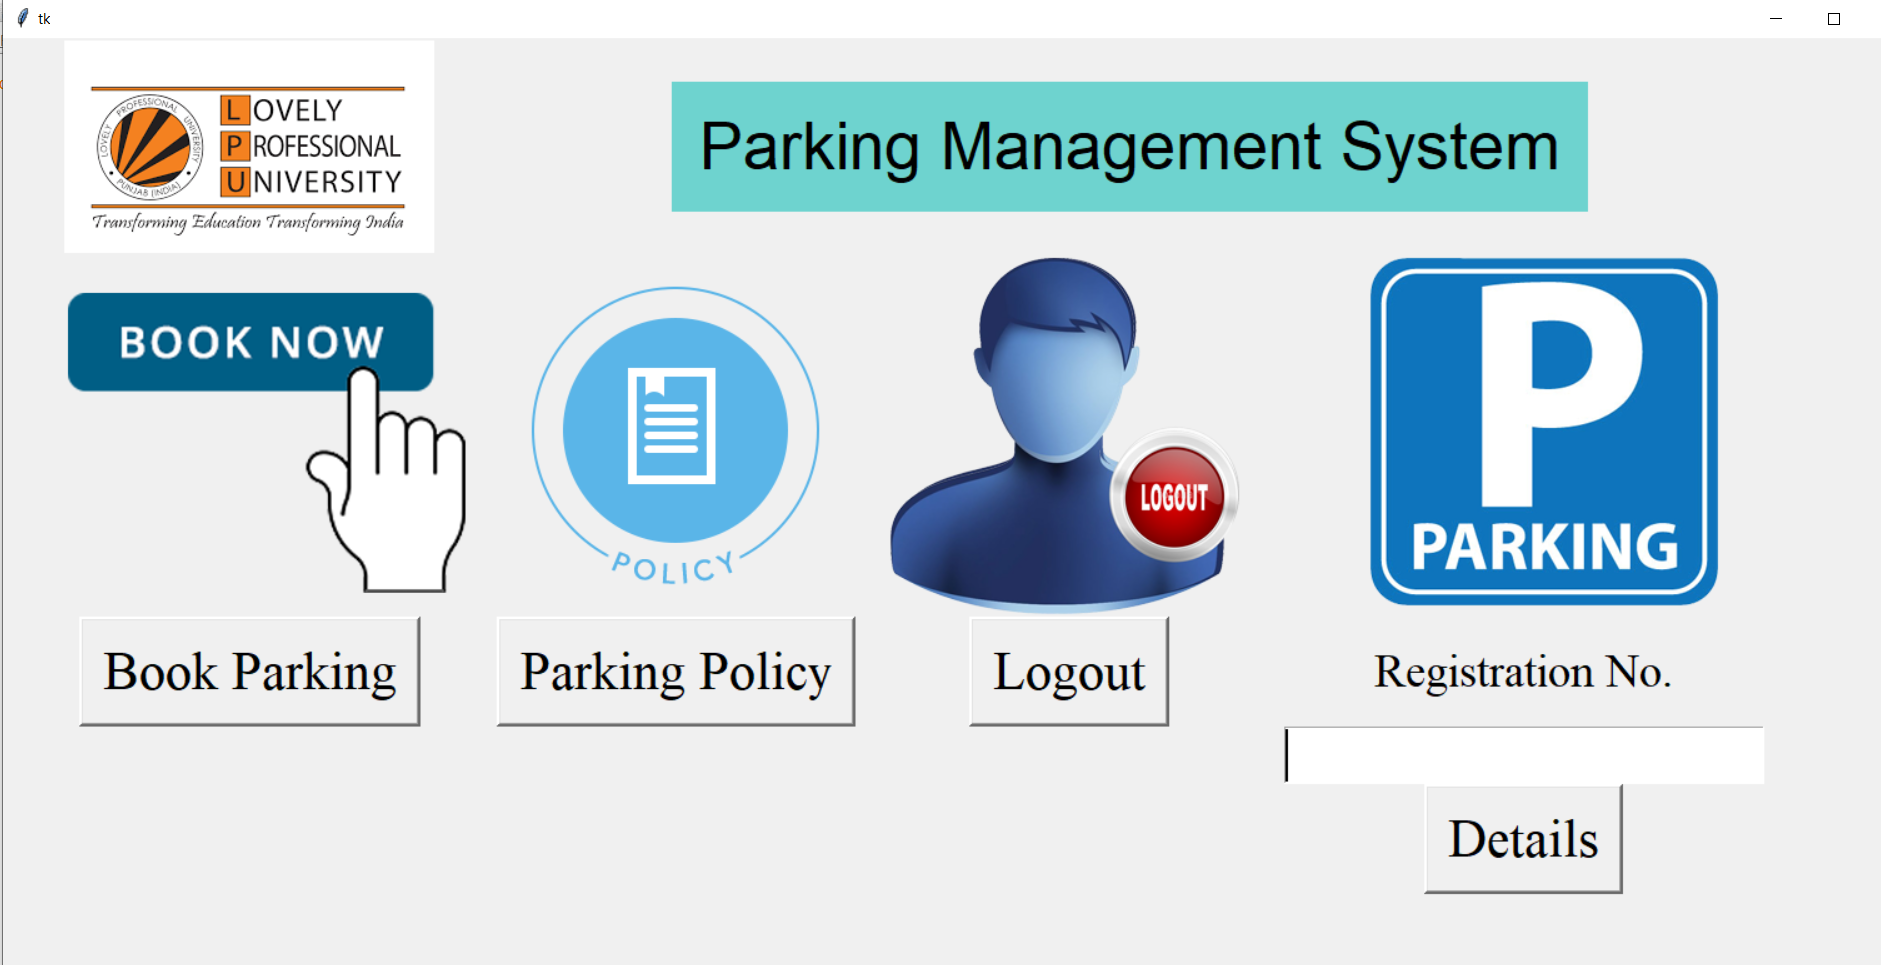 tk
LOVELY
PROFESSIONAL
UNIVERSITY
LOVELY PROFESSIONAL UNIVERSITY
PUNJAB (INDIA)
Transforming Education Transforming India
Parking Management System
BOOK NOW
POLICY
LOGOUT
P
PARKING
Book Parking
Parking Policy
Logout
Registration No.
Details